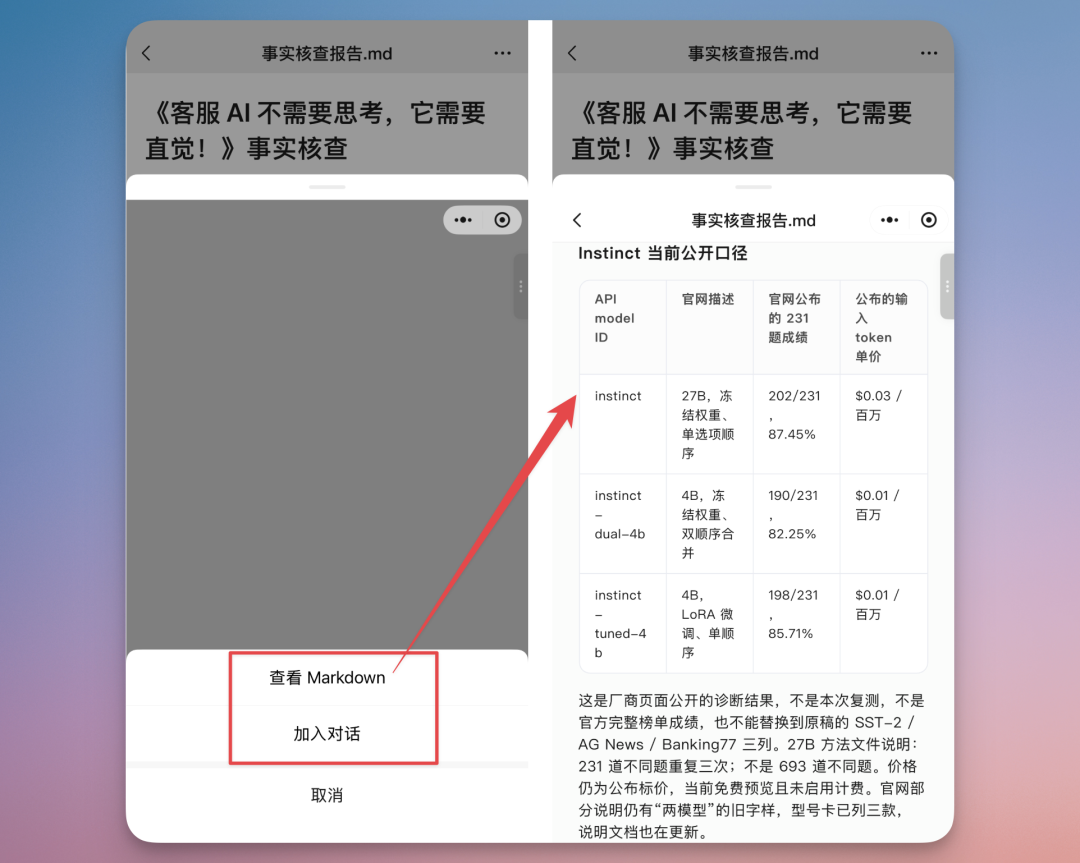 事实核查报告.md
《客服 AI 不需要思考，它需要
直觉！》事实核查
查看 Markdown
加入对话
取消
事实核查报告.md
《客服 AI 不需要思考，它需要
直觉！》事实核查
事实核查报告.md
Instinct 当前公开口径
API
model
ID
官网描述
官网公布
的 231
题成绩
公布的输
入
token
单价
instinct
27B，冻
结权重、
单选项顺
序
202/231
，
87.45%
$0.03 /
百万
instinct
-
dual-4b
4B，冻
结权重、
双顺序合
并
190/231
，
82.25%
$0.01 /
百万
instinct
-
tuned-4
b
4B，
LoRA 微
调、单顺
序
198/231
，
85.71%
$0.01 /
百万
这是厂商页面公开的诊断结果，不是本次复测，不是
官方完整榜单成绩，也不能替换到原稿的 SST-2 /
AG News / Banking77 三列。27B 方法文件说明：
231 道不同题重复三次；不是 693 道不同题。价格
仍为公布标价，当前免费预览且未启用计费。官网部
分说明仍有“两模型”的旧字样，型号卡已列三款，
说明文档也在更新。